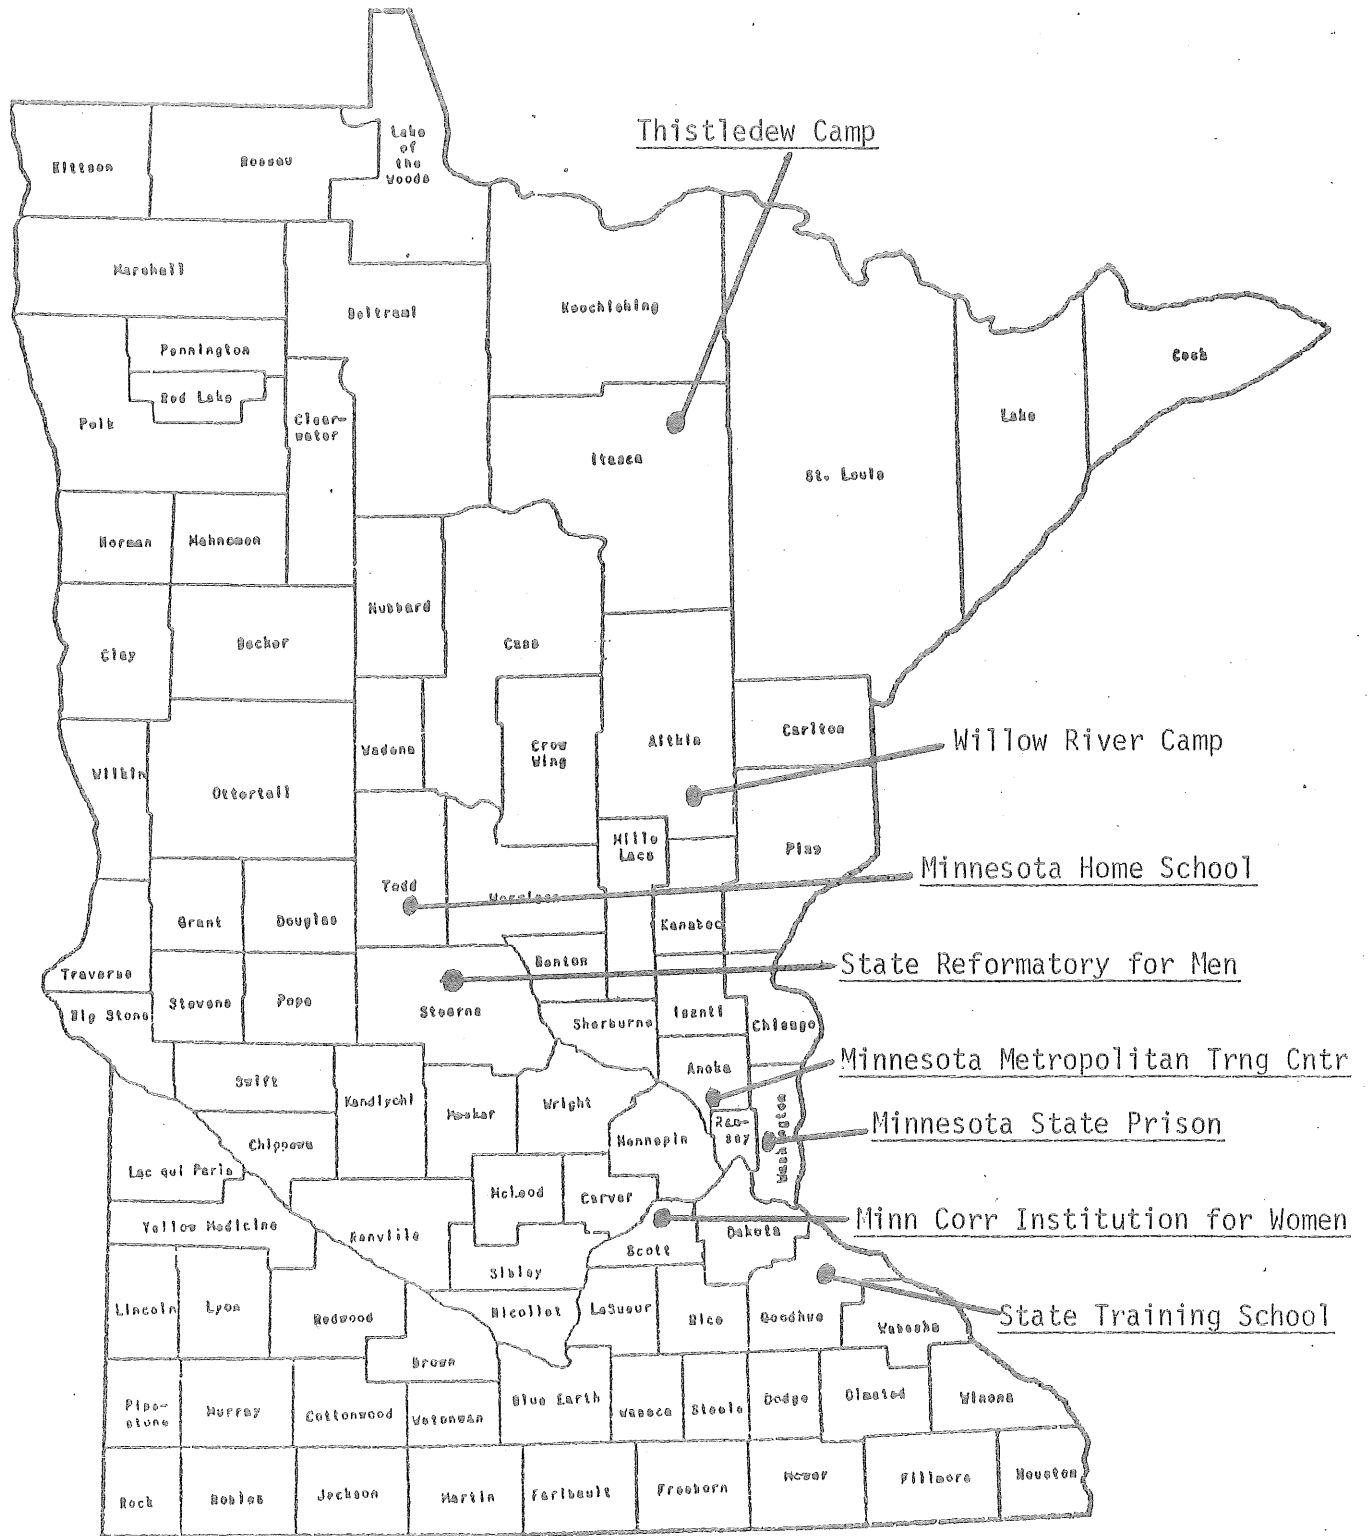 Thistledew Camp
Kittson
Roseau
Lake
of
the
Woods
Marshall
Beltrami
Koochiching
Pennington
Red Lake
Polk
Clear-
water
Itasca
St. Louis
Lake
Cook
Norman
Mahnomen
Hubbard
Cass
Clay
Becker
Wadena
Crow
Wing
Aitkin
Carlton
Willow River Camp
Wilkin
Ottertail
Mille
Lacs
Pine
Todd
Morrison
Minnesota Home School
Grant
Douglas
Kanabec
Benton
State Reformatory for Men
Traverse
Big Stone
Stevens
Pope
Stearns
Sherburne
Isanti
Chisago
Swift
Kandiyohi
Meeker
Wright
Anoka
Minnesota Metropolitan Trng Cntr
Hennepin
Ram-
sey
Washington
Minnesota State Prison
Chippewa
Lac qui Parle
McLeod
Carver
Yellow Medicine
Renville
Scott
Dakota
Minn Corr Institution for Women
Sibley
Lincoln
Lyon
Redwood
Nicollet
LeSueur
Rice
Goodhue
Wabasha
State Training School
Brown
Pipe-
stone
Murray
Cottonwood
Watonwan
Blue Earth
Waseca
Steele
Dodge
Olmsted
Winona
Rock
Nobles
Jackson
Martin
Faribault
Freeborn
Mower
Fillmore
Houston